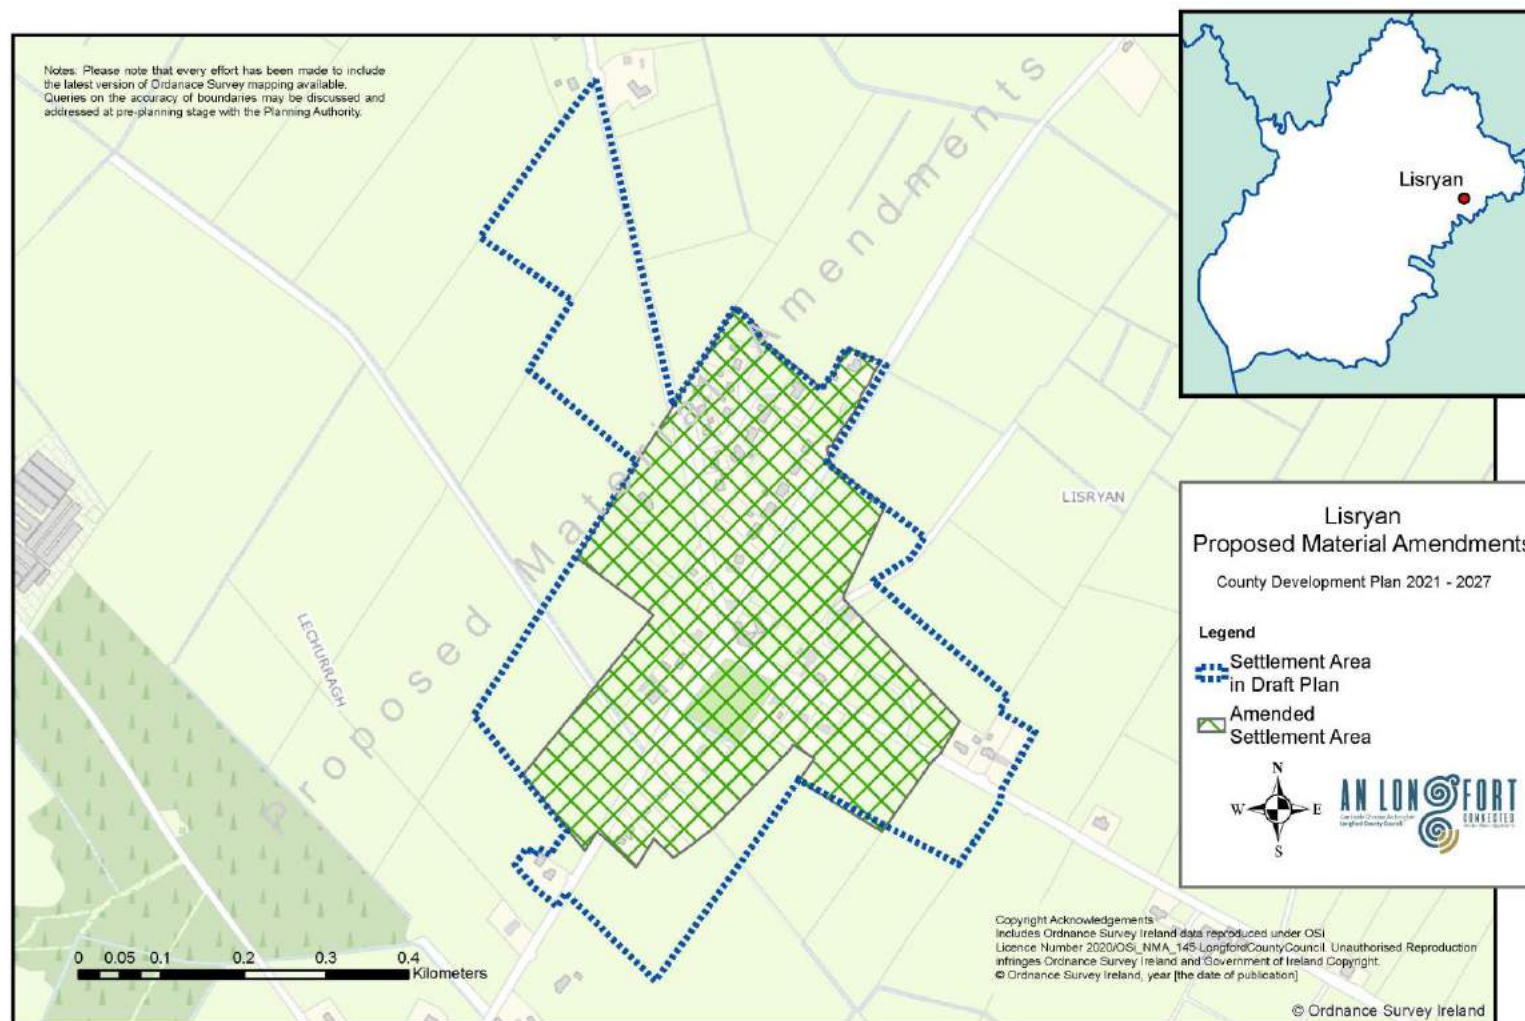 Notes: Please note that every effort has been made to include
the latest version of Ordanace Survey mapping available.
Queries on the accuracy of boundaries may be discussed and
addressed at pre-planning stage with the Planning Authority.
Lisryan
Proposed Material Amendments
LISRYAN
LECHURRAGH
Lisryan
Proposed Material Amendments
County Development Plan 2021 - 2027
Legend
Settlement Area
in Draft Plan
Amended
Settlement Area
N
W E
S
AN LONGFORT
Longford County Council
CONNECTED
0 0.05 0.1 0.2 0.3 0.4
Kilometers
Copyright Acknowledgements
Includes Ordnance Survey Ireland data reproduced under OSi
Licence Number 2020/OSi_NMA_145 LongfordCountyCouncil. Unauthorised Reproduction
infringes Ordnance Survey Ireland and Government of Ireland Copyright.
© Ordnance Survey Ireland, year [the date of publication]
© Ordnance Survey Ireland